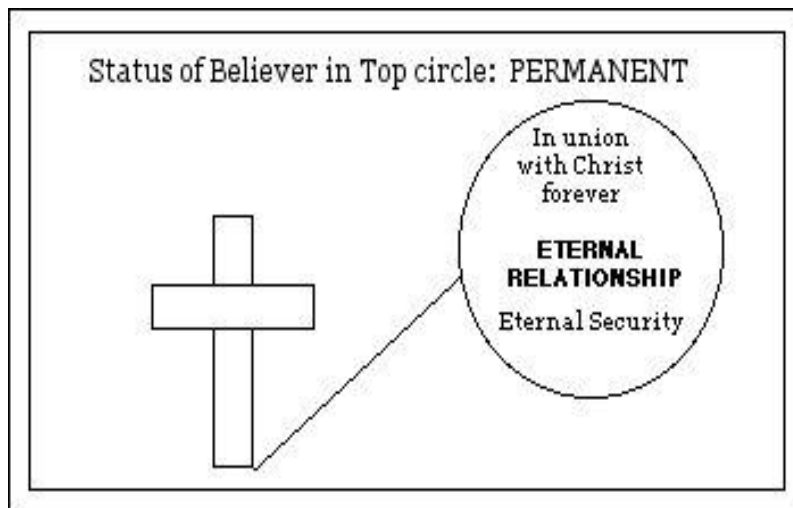 Status of Believer in Top circle: PERMANENT
In union
with Christ
forever
ETERNAL
RELATIONSHIP
Eternal Security